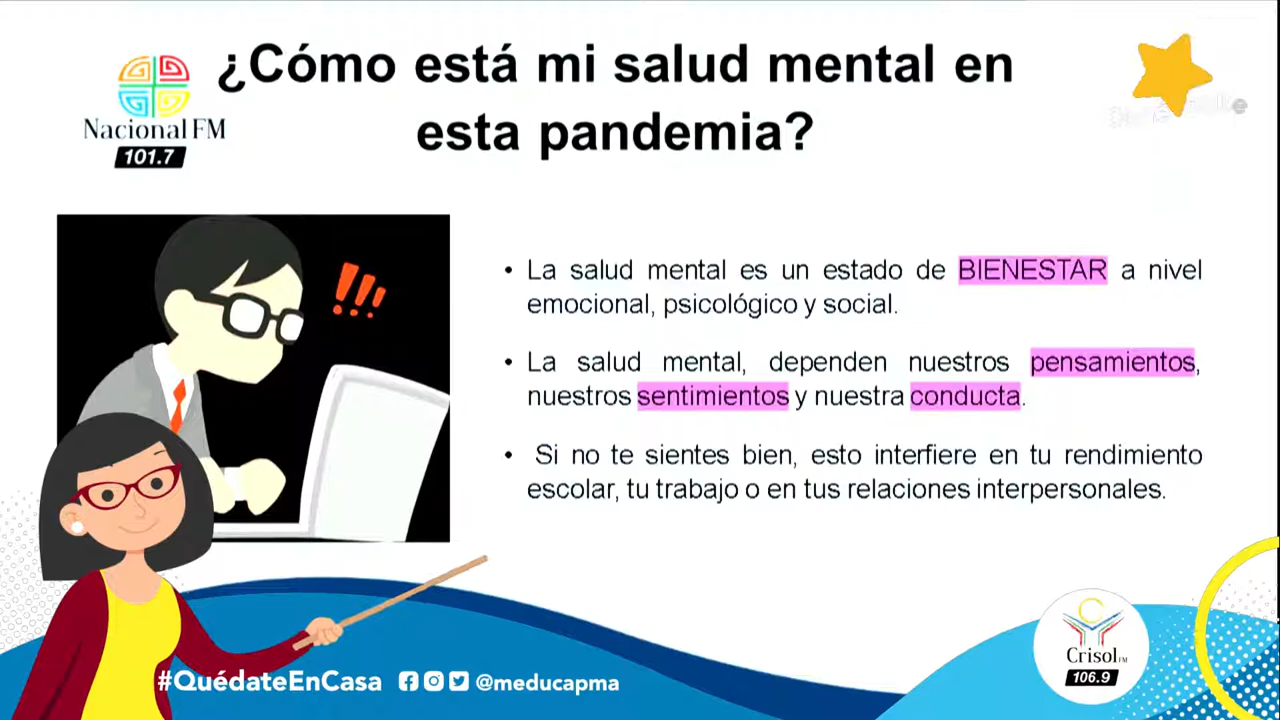 ¿Cómo está mi salud mental en
esta pandemia?
Nacional FM
101.7
!!!
• La salud mental es un estado de BIENESTAR a nivel
emocional, psicológico y social.
• La salud mental, dependen nuestros pensamientos,
nuestros sentimientos y nuestra conducta.
• Si no te sientes bien, esto interfiere en tu rendimiento
escolar, tu trabajo o en tus relaciones interpersonales.
#QuédateEnCasa @meducapma
Crisol FM
106.9